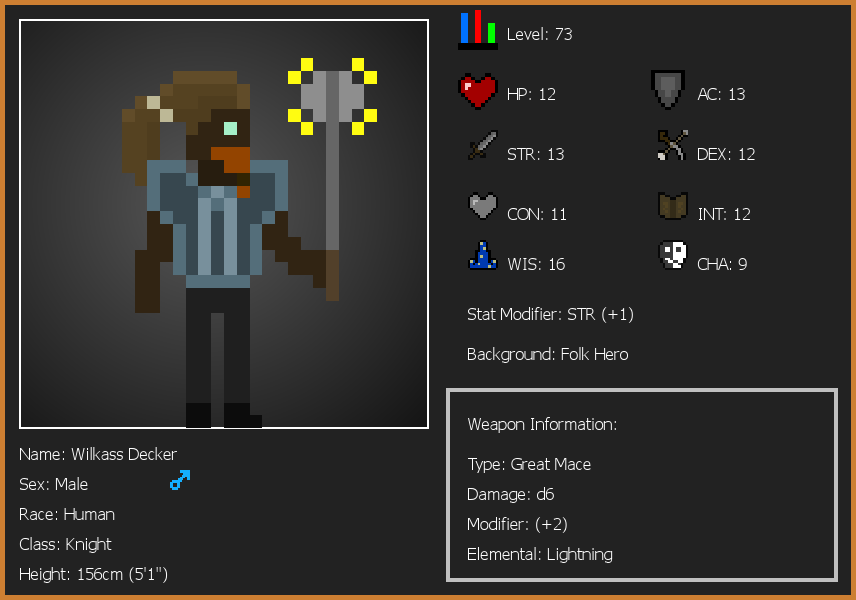 Level: 73
HP: 12
AC: 13
STR: 13
DEX: 12
CON: 11
INT: 12
WIS: 16
CHA: 9
Stat Modifier: STR (+1)
Background: Folk Hero
Weapon Information:
Type: Great Mace
Damage: d6
Modifier: (+2)
Elemental: Lightning
Name: Wilkass Decker
Sex: Male
Race: Human
Class: Knight
Height: 156cm (5'1")